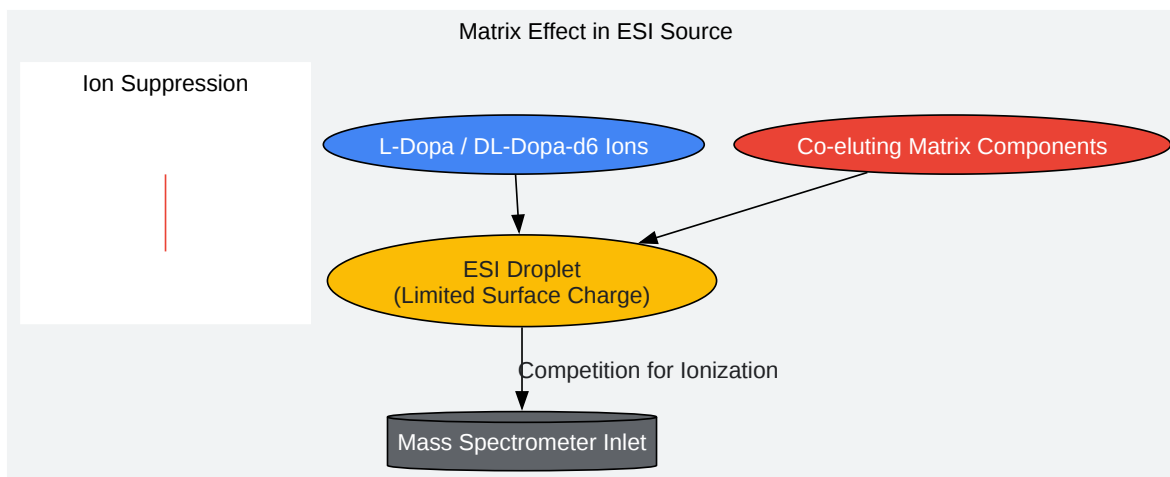 Matrix Effect in ESI Source
Ion Suppression
L-Dopa / DL-Dopa-d6 Ions
Co-eluting Matrix Components
ESI Droplet
(Limited Surface Charge)
Competition for Ionization
Mass Spectrometer Inlet